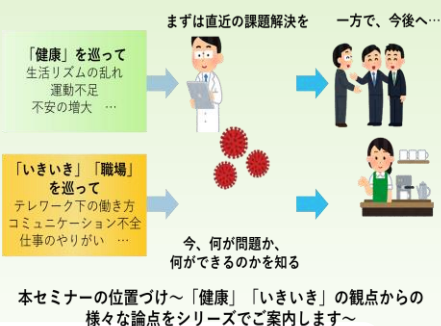 まずは直近の課題解決を
一方で、今後へ…
「健康」を巡って
生活リズムの乱れ
運動不足
不安の増大　…
「いきいき」「職場」
を巡って
テレワーク下の働き方
コミュニケーション不全
仕事のやりがい　…
今、何が問題か、
何ができるのかを知る
本セミナーの位置づけ～「健康」「いきいき」の観点からの
様々な論点をシリーズでご案内します～